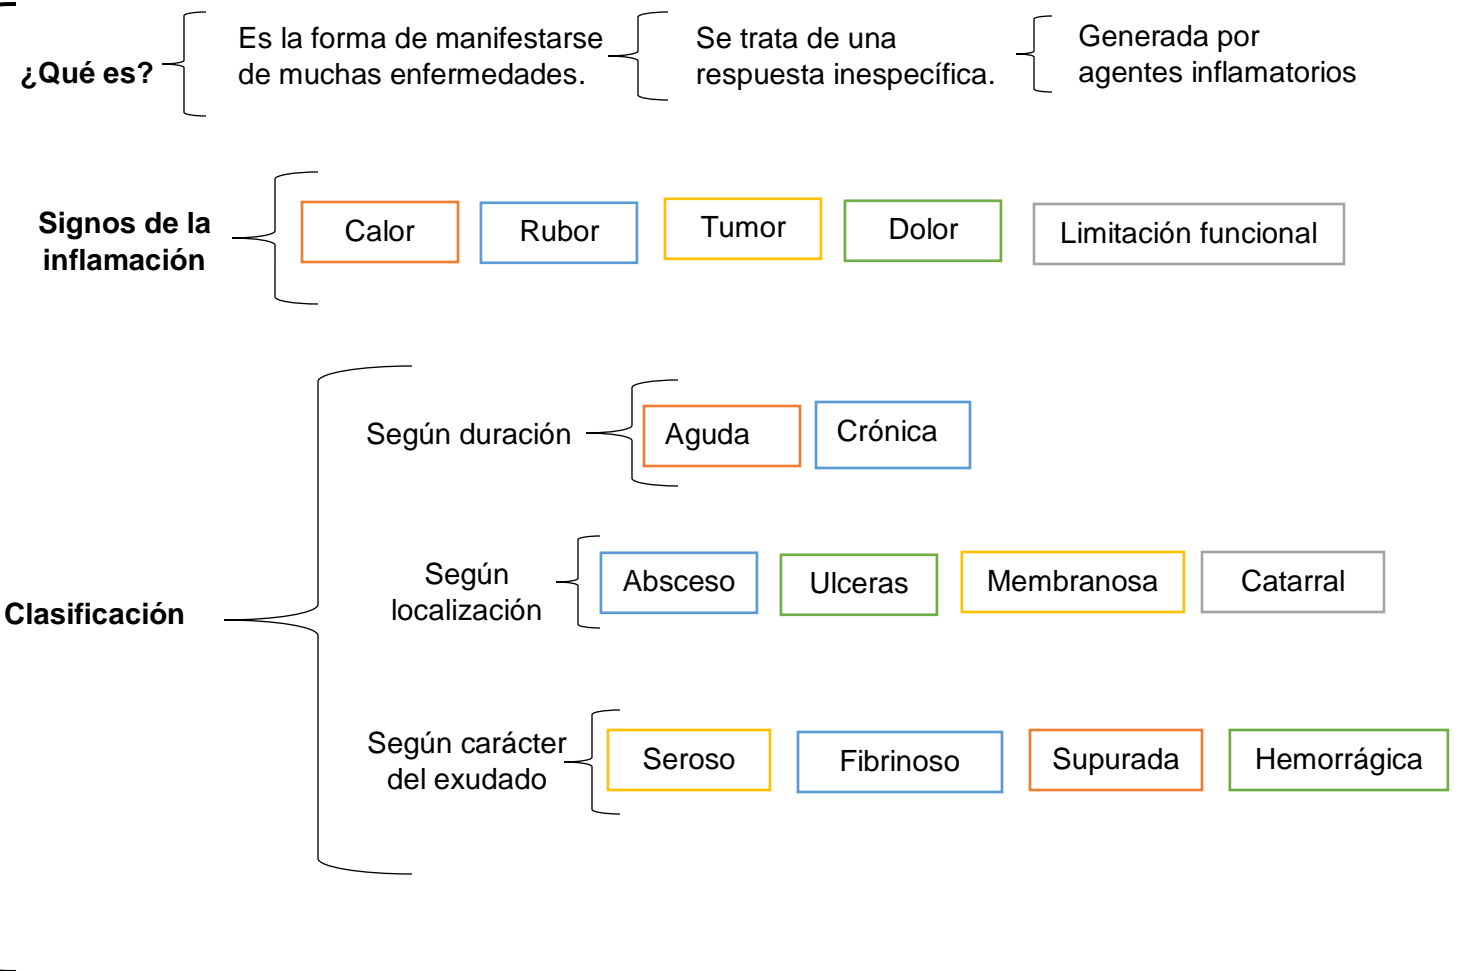 ¿Qué es?
Es la forma de manifestarse
de muchas enfermedades.
Se trata de una
respuesta inespecífica.
Generada por
agentes inflamatorios
Signos de la
inflamación
Calor
Rubor
Tumor
Dolor
Limitación funcional
Clasificación
Según duración
Aguda
Crónica
Según
localización
Absceso
Ulceras
Membranosa
Catarral
Según carácter
del exudado
Seroso
Fibrinoso
Supurada
Hemorrágica